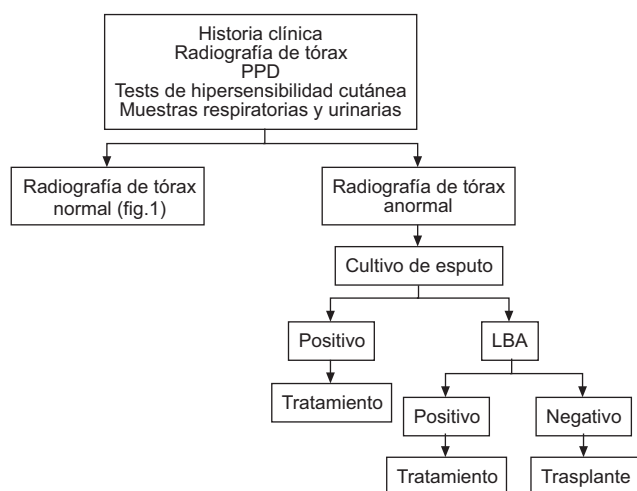 Historia clínica
Radiografía de tórax
PPD
Tests de hipersensibilidad cutánea
Muestras respiratorias y urinarias
Radiografía de tórax
normal (fig.1)
Radiografía de tórax
anormal
Cultivo de esputo
Positivo
LBA
Tratamiento
Positivo
Negativo
Tratamiento
Trasplante